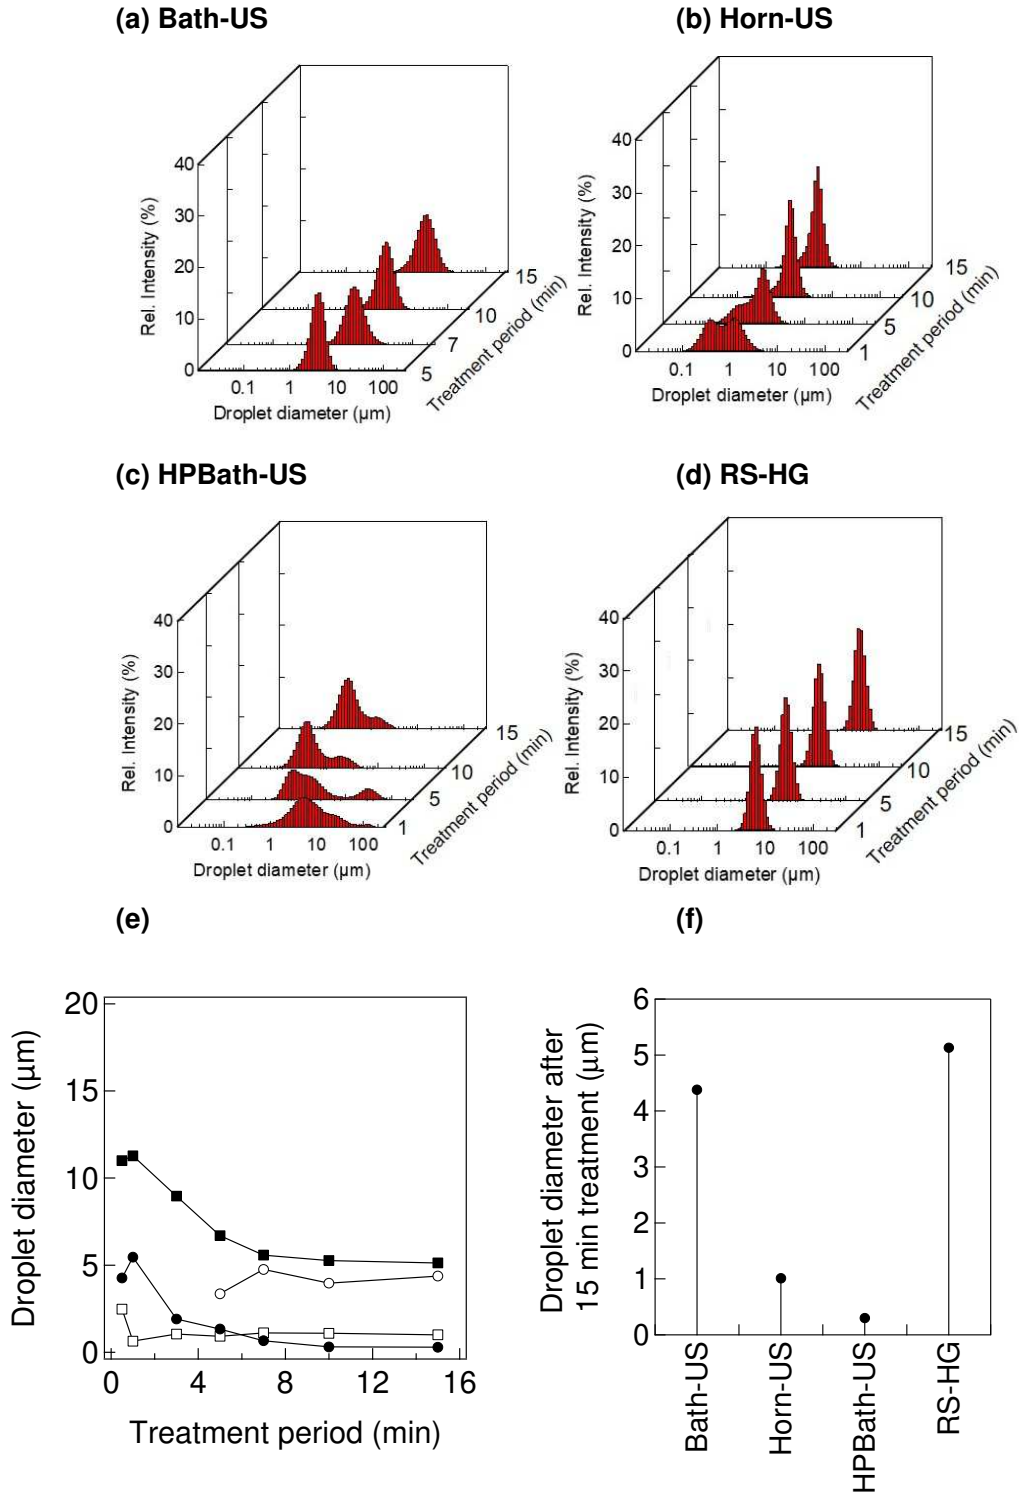 (a) Bath-US
(b) Horn-US
Rel. Intensity (%)
40
30
20
10
0
0.1 1 10 100
Droplet diameter (µm)
5
7
10
15
Treatment period (min)
Rel. Intensity (%)
40
30
20
10
0
0.1 1 10 100
Droplet diameter (µm)
1
5
10
15
Treatment period (min)
(c) HPBath-US
(d) RS-HG
Rel. Intensity (%)
40
30
20
10
0
0.1 1 10 100
Droplet diameter (µm)
1
5
10
15
Treatment period (min)
Rel. Intensity (%)
40
30
20
10
0
0.1 1 10 100
Droplet diameter (µm)
1
5
10
15
Treatment period (min)
(e)
(f)
Droplet diameter (µm)
20
15
10
5
0
0 4 8 12 16
Treatment period (min)
Droplet diameter after
15 min treatment (µm)
6
5
4
3
2
1
0
Bath-US
Horn-US
HPBath-US
RS-HG